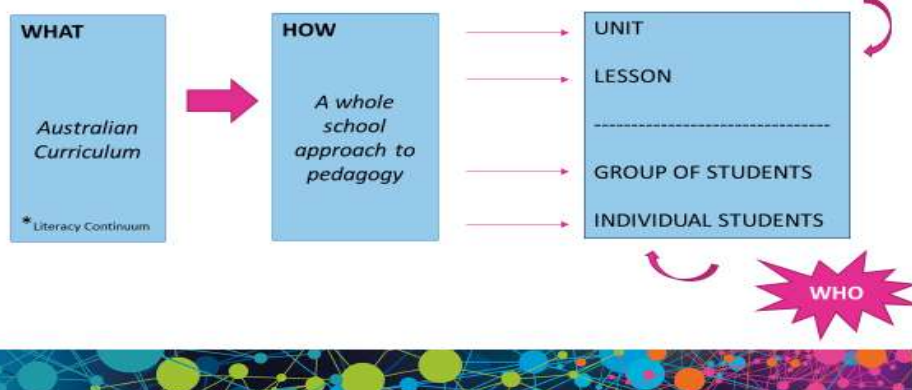 WHAT
Australian
Curriculum
* Literacy Continuum
HOW
A whole
school
approach to
pedagogy
UNIT
LESSON
--------------------------------
GROUP OF STUDENTS
INDIVIDUAL STUDENTS
WHO